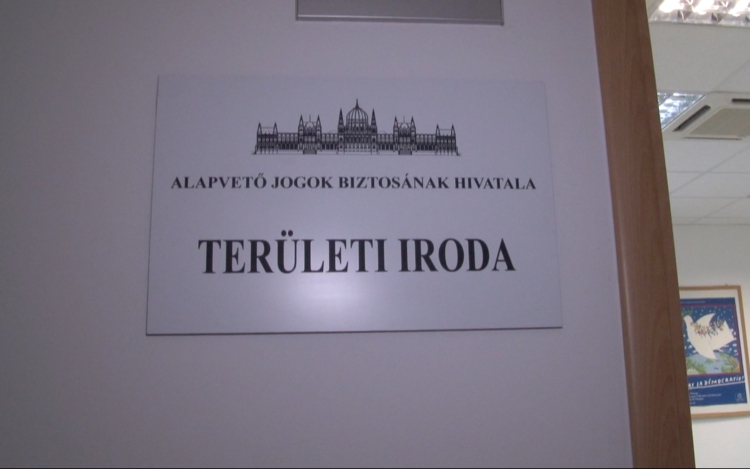 ALAPVETŐ JOGOK BIZTOSÁNAK HIVATALA
TERÜLETI IRODA